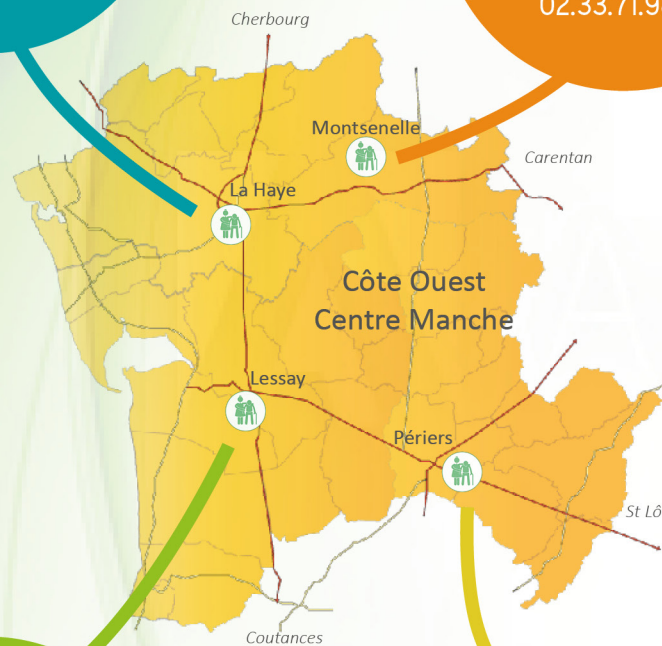 02.33.71.9
Cherbourg
Montsenelle
Carentan
La Haye
Côte Ouest
Centre Manche
Lessay
Périers
St Lô
Coutances